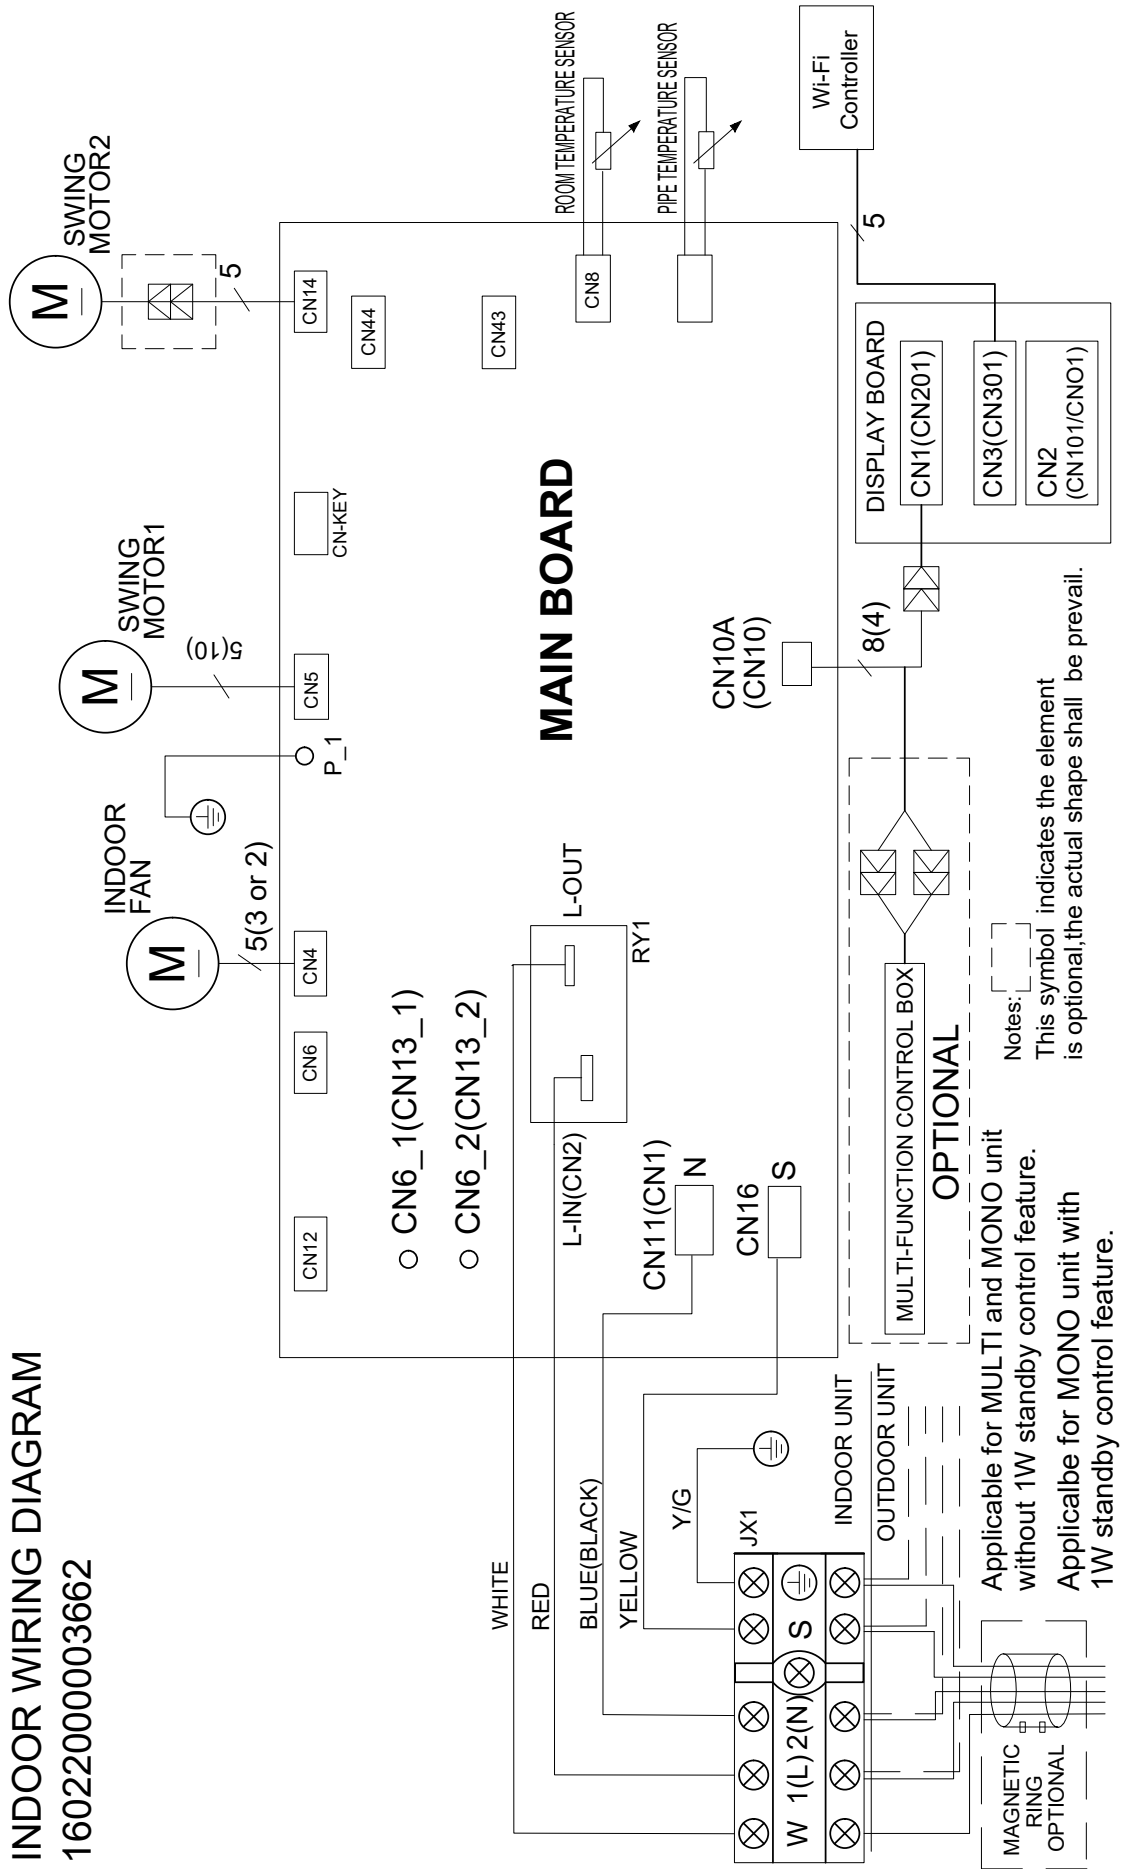 INDOOR WIRING DIAGRAM
16022000003662
INDOOR
FAN
M
5(3 or 2)
SWING
MOTOR1
M
5(10)
SWING
MOTOR2
M
5
CN12
CN6
CN4
P_1
CN5
CN-KEY
CN14
CN44
CN43
CN8
ROOM TEMPERATURE SENSOR
PIPE TEMPERATURE SENSOR
CN6_1(CN13_1)
CN6_2(CN13_2)
MAIN BOARD
L-IN(CN2)
L-OUT
RY1
CN11(CN1)
N
CN16
S
CN10A
(CN10)
8(4)
WHITE
RED
BLUE(BLACK)
YELLOW
Y/G
JX1
W 1(L) 2(N) S
INDOOR UNIT
OUTDOOR UNIT
MULTI-FUNCTION CONTROL BOX
OPTIONAL
DISPLAY BOARD
CN1(CN201)
CN3(CN301)
CN2
(CN101/CNO1)
5
Wi-Fi
Controller
Applicable for MULTI and MONO unit
without 1W standby control feature.
Applicalbe for MONO unit with
1W standby control feature.
MAGNETIC
RING
OPTIONAL
Notes:
This symbol indicates the element
is optional,the actual shape shall be prevail.